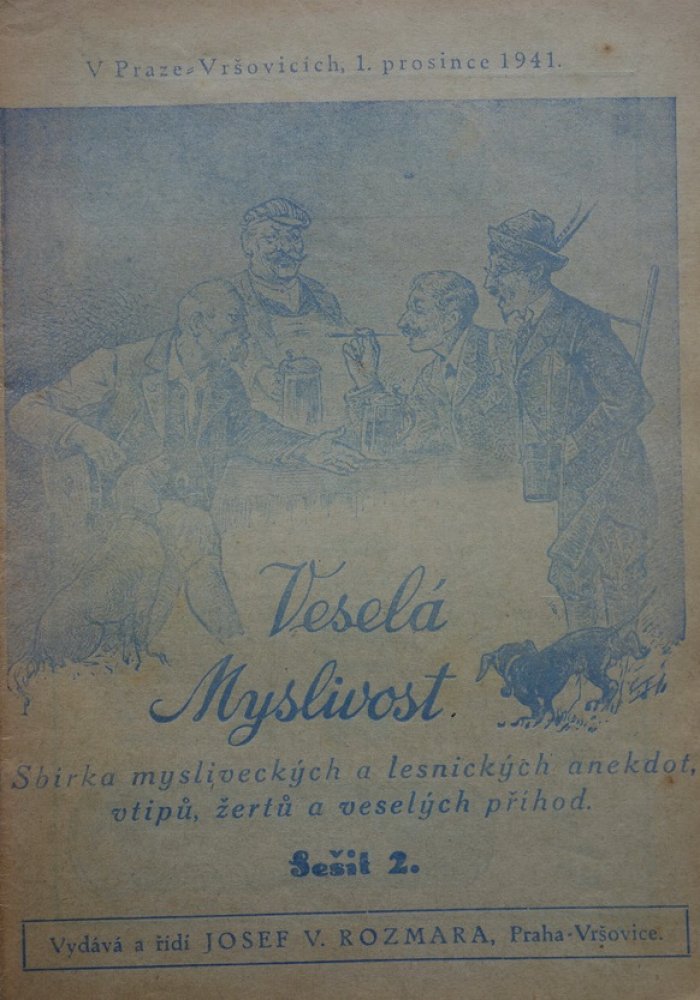 V Praze-Vršovicích, 1. prosince 1941.
Veselá
Myslivost.
Sbírka mysliveckých a lesnických anekdot,
vtipů, žertů a veselých příhod.
Sešit 2.
Vydává a řídí JOSEF V. ROZMARA, Praha-Vršovice.